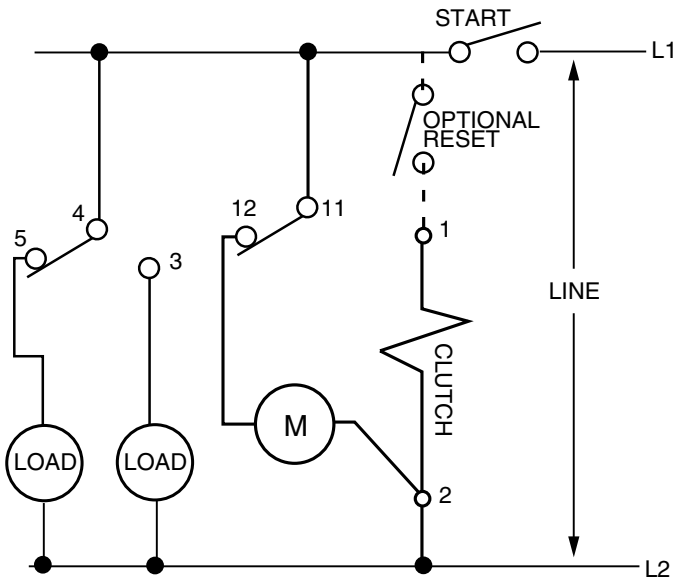 START
L1
OPTIONAL
RESET
4
12
11
5
3
1
LINE
CLUTCH
M
LOAD
LOAD
2
L2